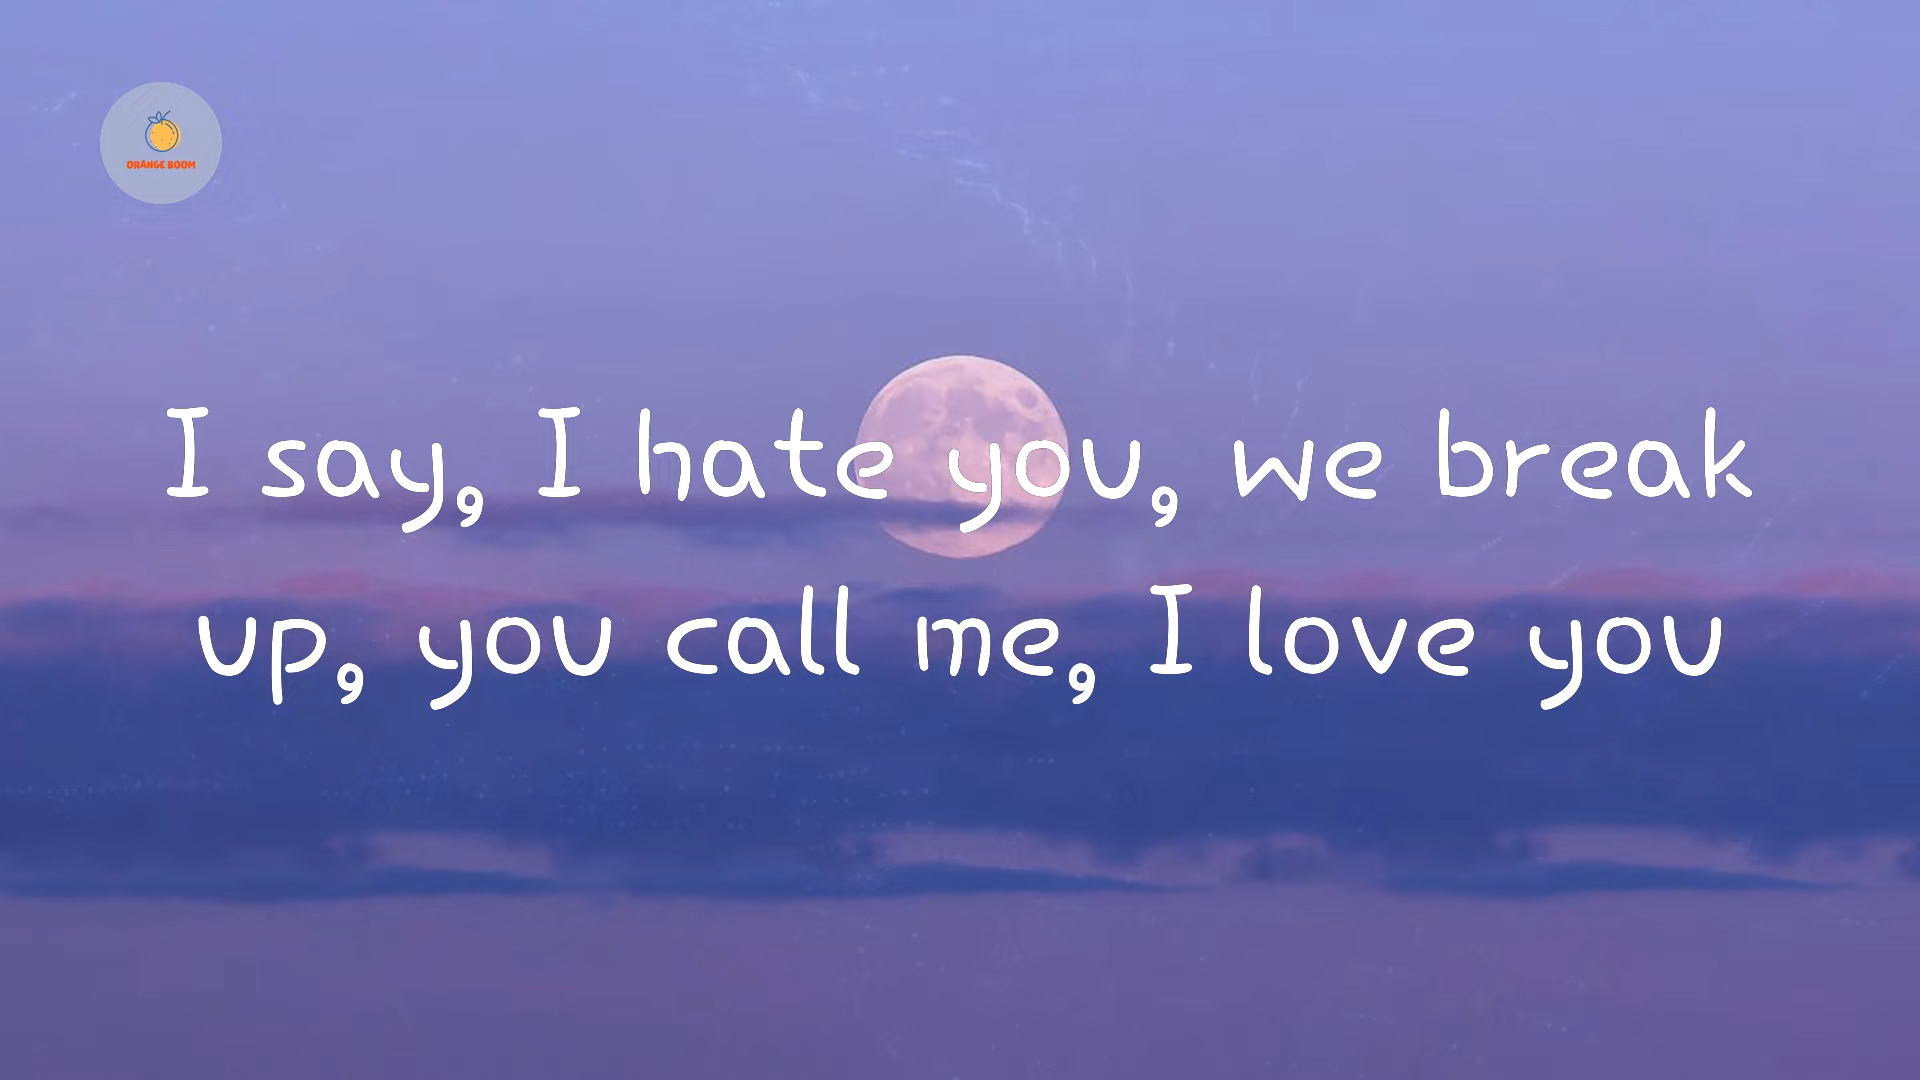 ORANGE BOOM
I say, I hate you, we break
up, you call me, I love you